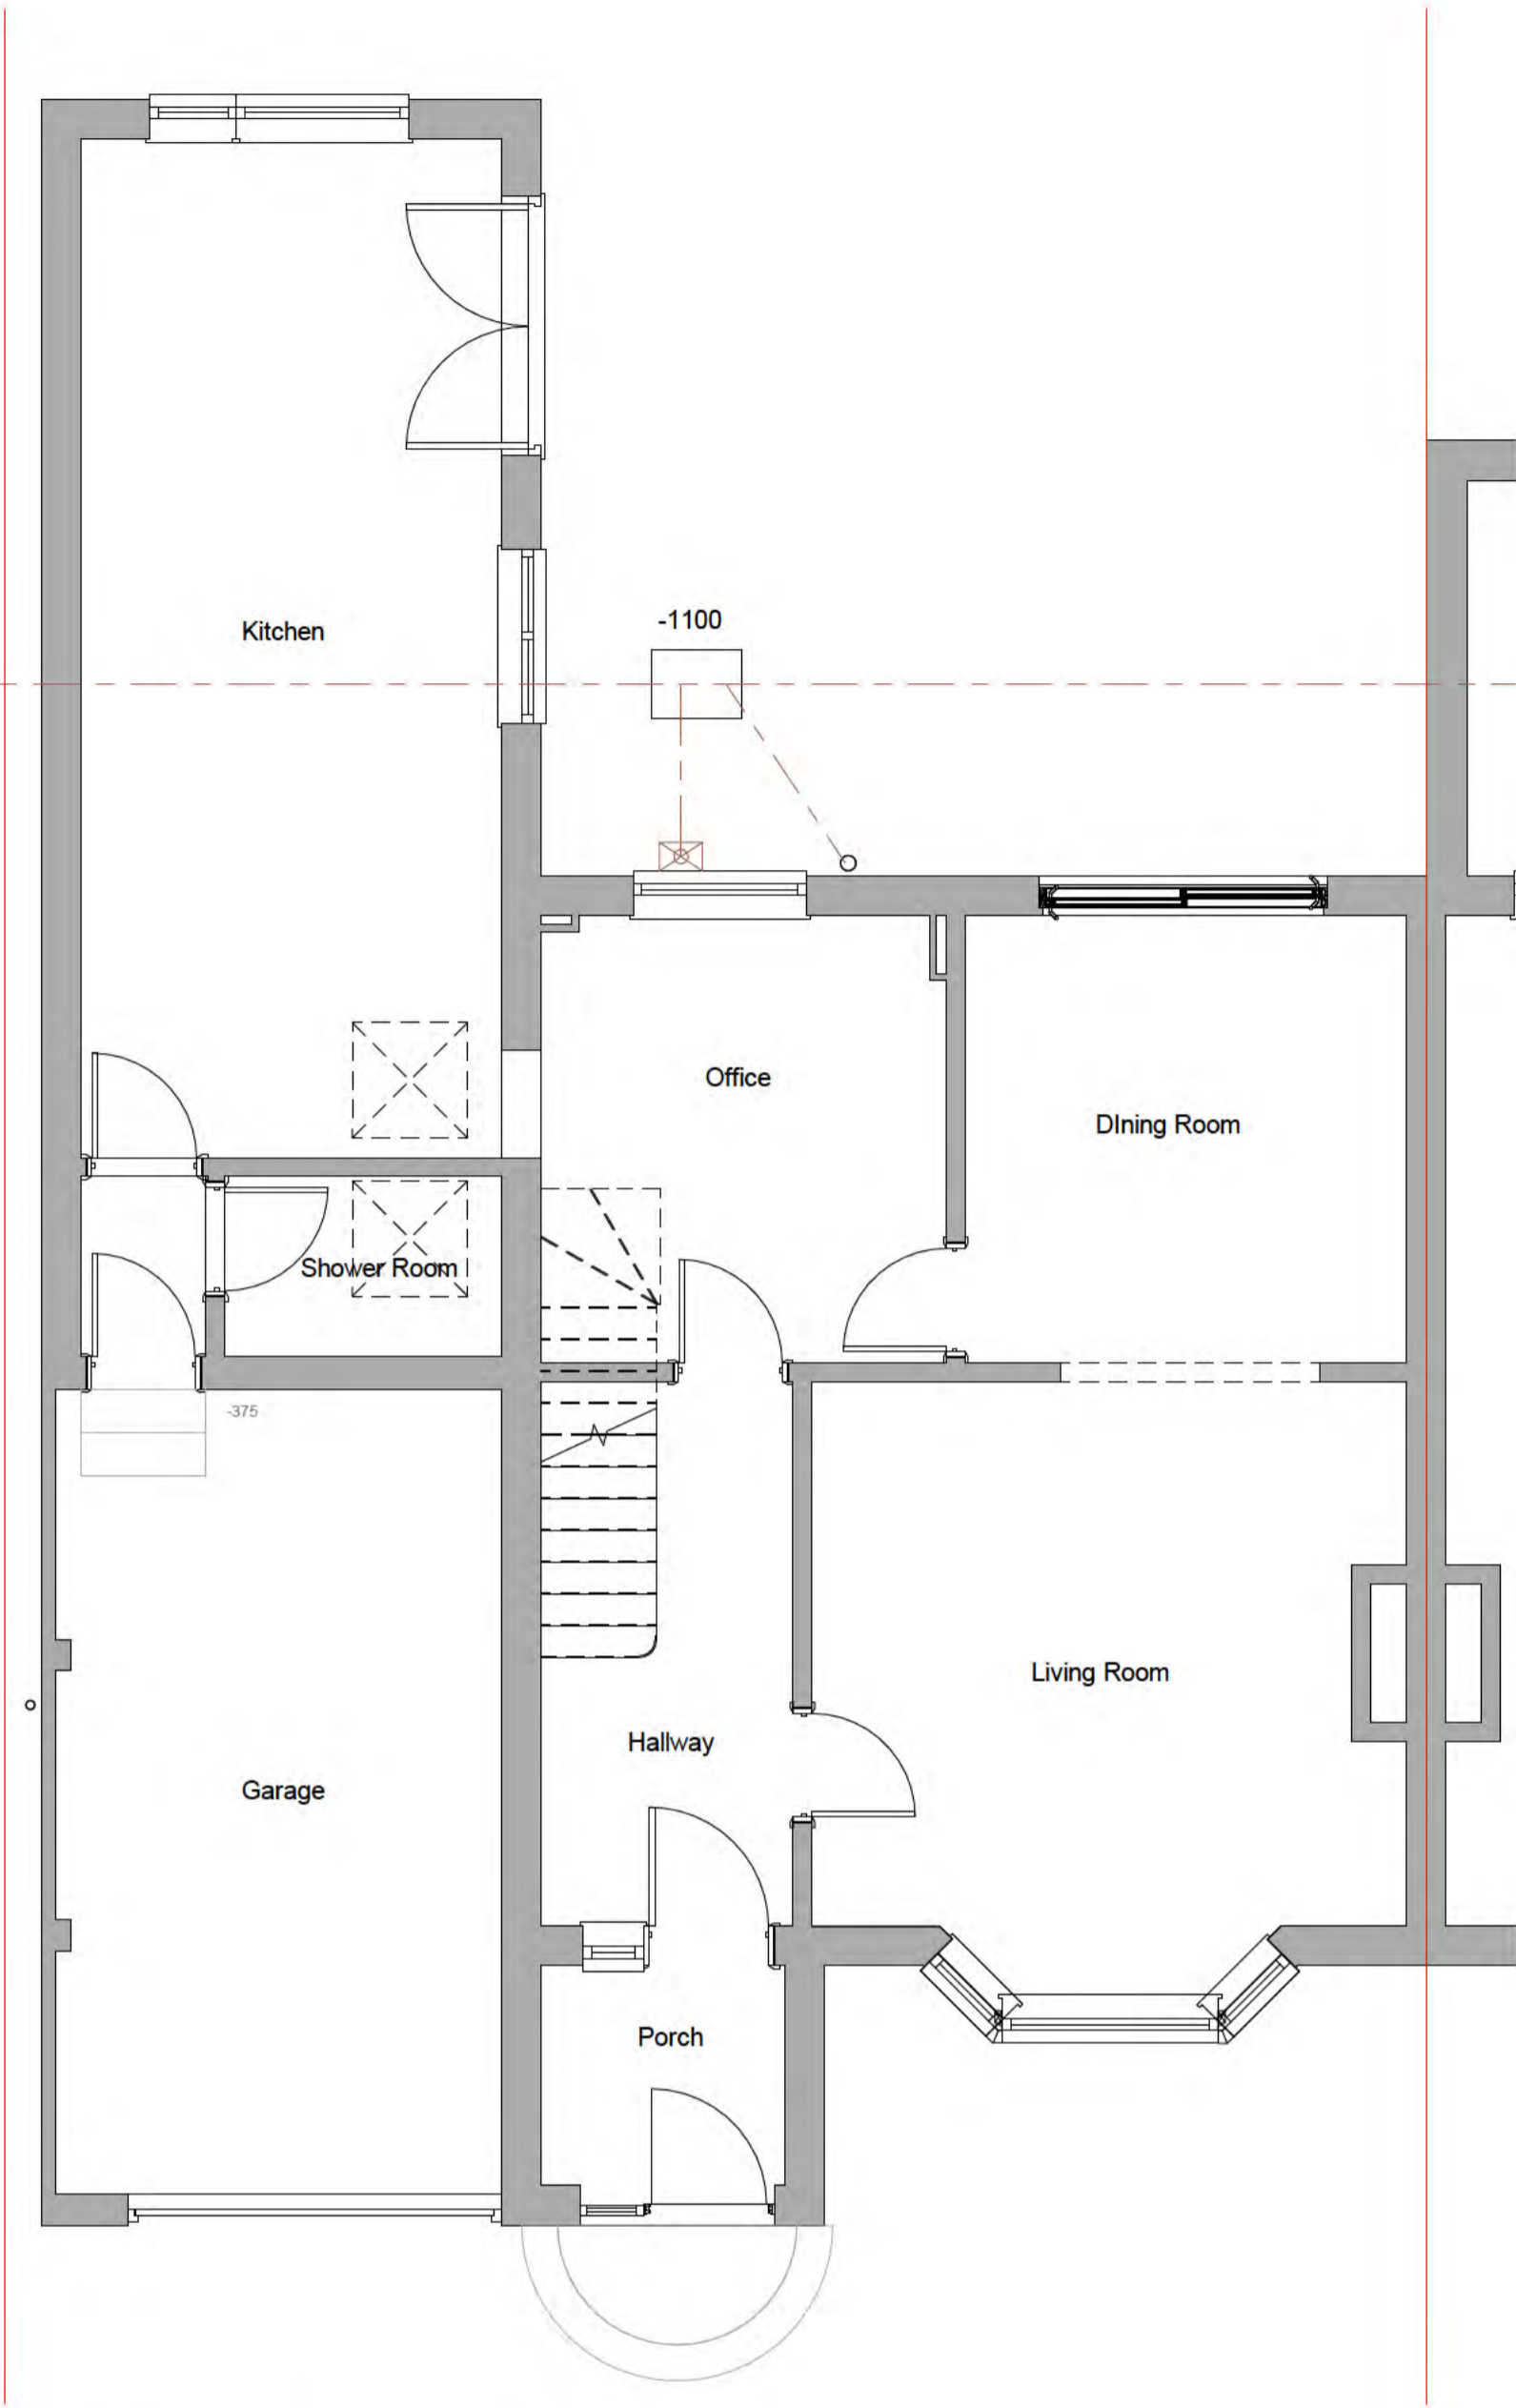 Kitchen
-1100
Office
DIning Room
Shower Room
-375
Living Room
Hallway
Garage
Porch